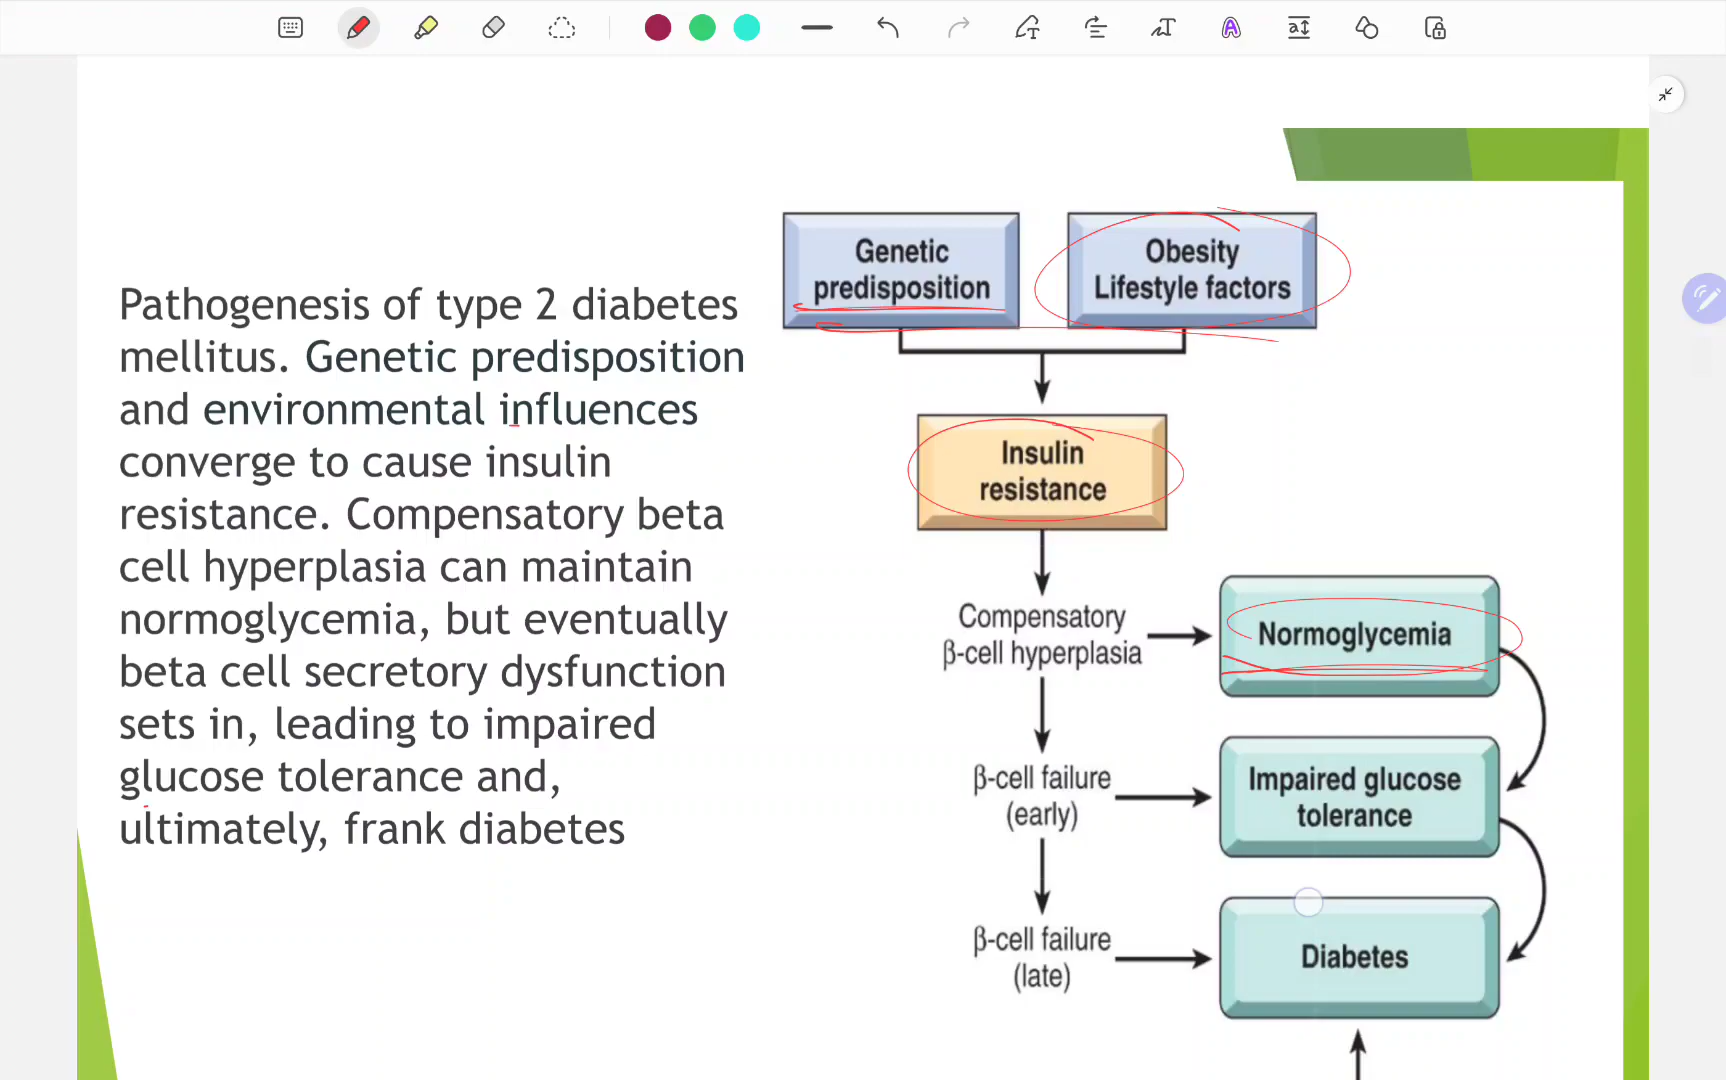 Pathogenesis of type 2 diabetes
mellitus. Genetic predisposition
and environmental influences
converge to cause insulin
resistance. Compensatory beta
cell hyperplasia can maintain
normoglycemia, but eventually
beta cell secretory dysfunction
sets in, leading to impaired
glucose tolerance and,
ultimately, frank diabetes
Genetic
predisposition
Obesity
Lifestyle factors
Insulin
resistance
Compensatory
β-cell hyperplasia
Normoglycemia
β-cell failure
(early)
Impaired glucose
tolerance
β-cell failure
(late)
Diabetes